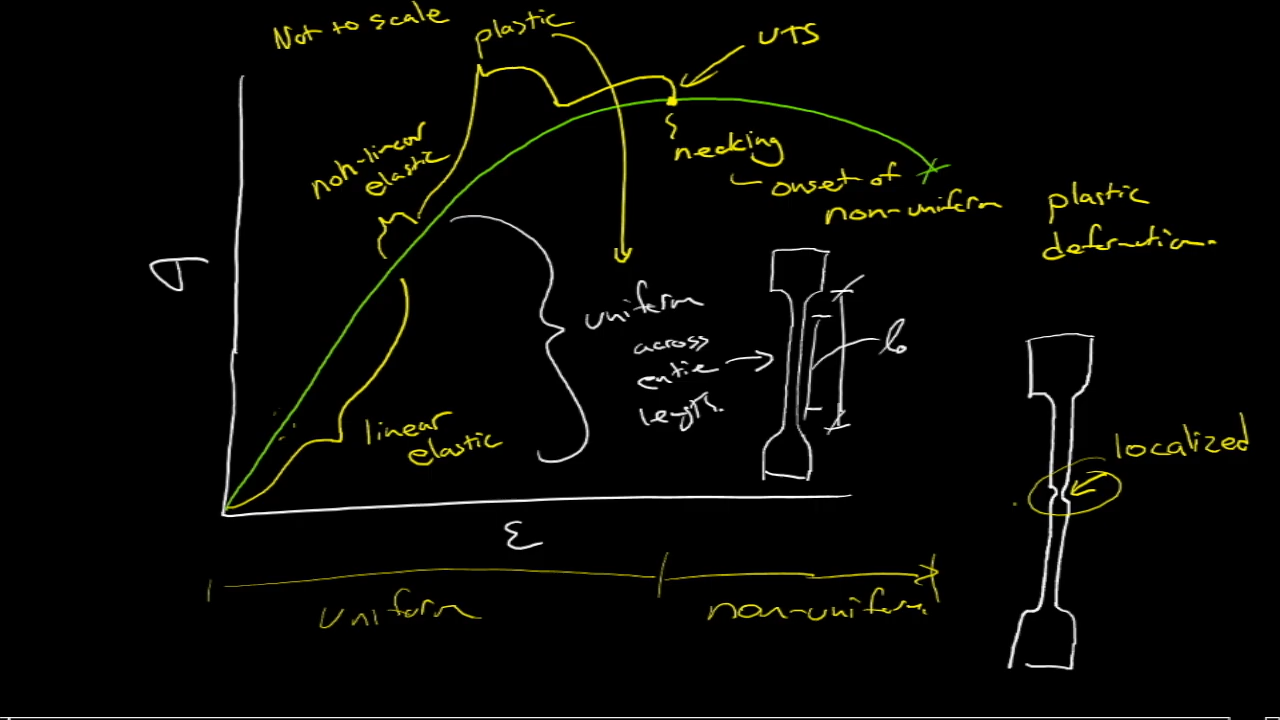 Not to scale
plastic
UTS
non-linear
elastic
necking
onset of
non-uniform
plastic
deformation.
σ
uniform
across
entire
length.
l₀
linear
elastic
localized
ε
uniform
non-uniform